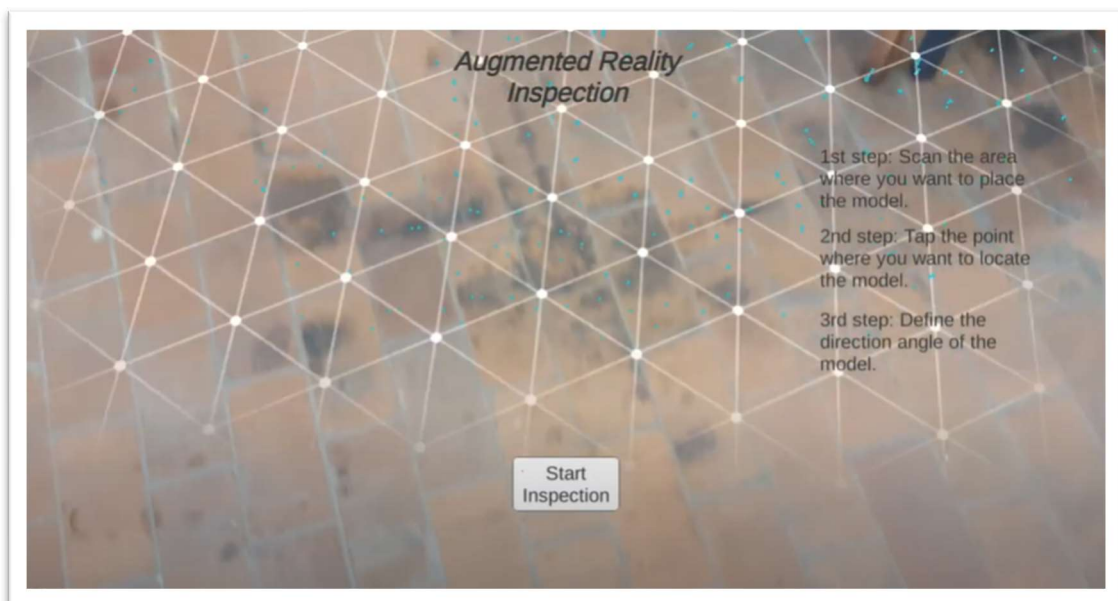 Augmented Reality
Inspection
1st step: Scan the area
where you want to place
the model.
2nd step: Tap the point
where you want to locate
the model.
3rd step: Define the
direction angle of the
model.
Start
Inspection